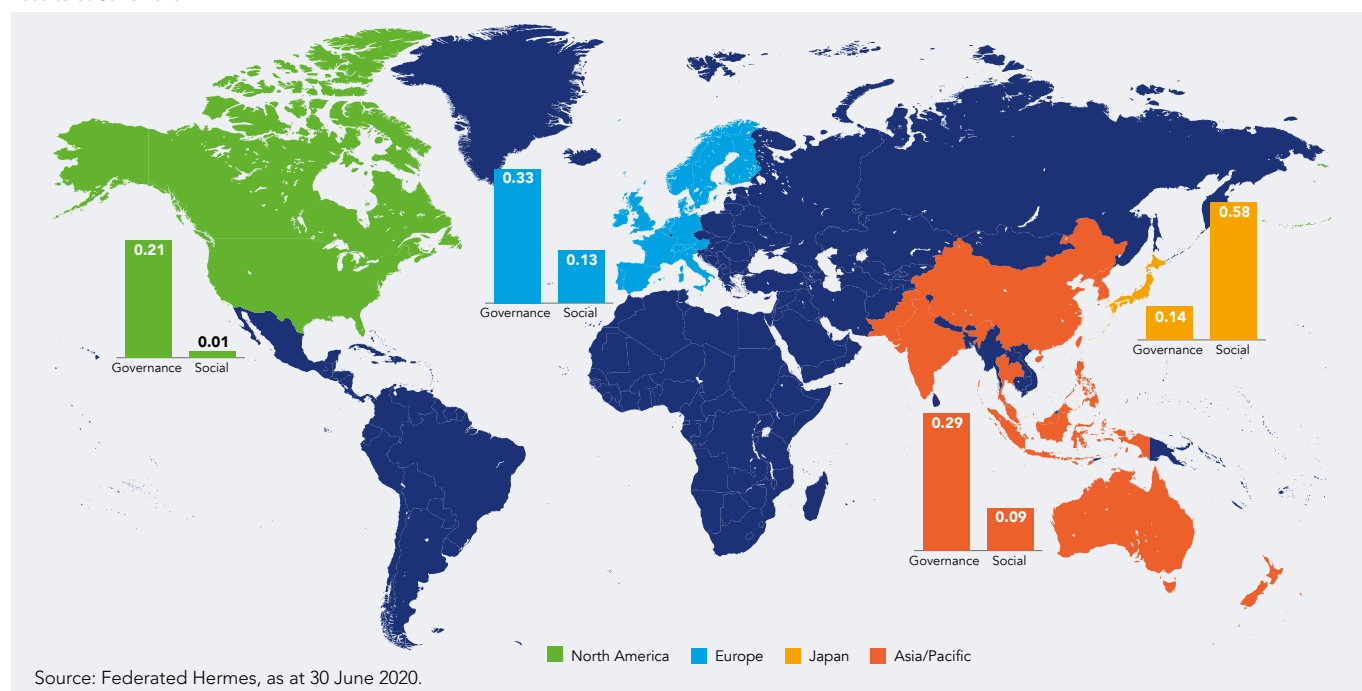 0.33
0.58
0.21
0.13
0.14
Governance Social
0.01
Governance Social
Governance Social
0.29
0.09
Governance Social
North America Europe Japan Asia/Pacific
Source: Federated Hermes, as at 30 June 2020.